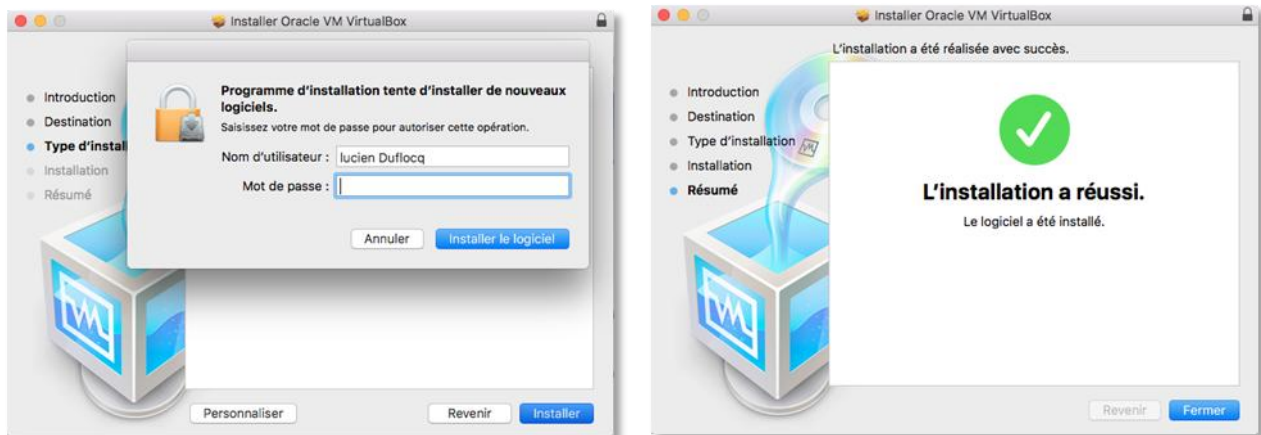 Installer Oracle VM VirtualBox
Programme d'installation tente d'installer de nouveaux
logiciels.
Saisissez votre mot de passe pour autoriser cette opération.
Nom d'utilisateur : lucien Duflocq
Mot de passe :
Annuler
Installer le logiciel
Introduction
Destination
Type d'instal
Installation
Résumé
Personnaliser
Revenir
Installer
Installer Oracle VM VirtualBox
L'installation a été réalisée avec succès.
Introduction
Destination
Type d'installation
Installation
Résumé
L'installation a réussi.
Le logiciel a été installé.
Revenir
Fermer